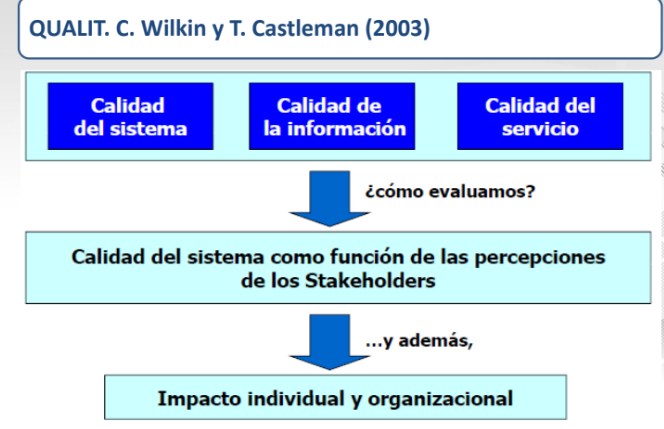 QUALIT. C. Wilkin y T. Castleman (2003)
Calidad
del sistema
Calidad de
la información
Calidad del
servicio
¿cómo evaluamos?
Calidad del sistema como función de las percepciones
de los Stakeholders
...y además,
Impacto individual y organizacional